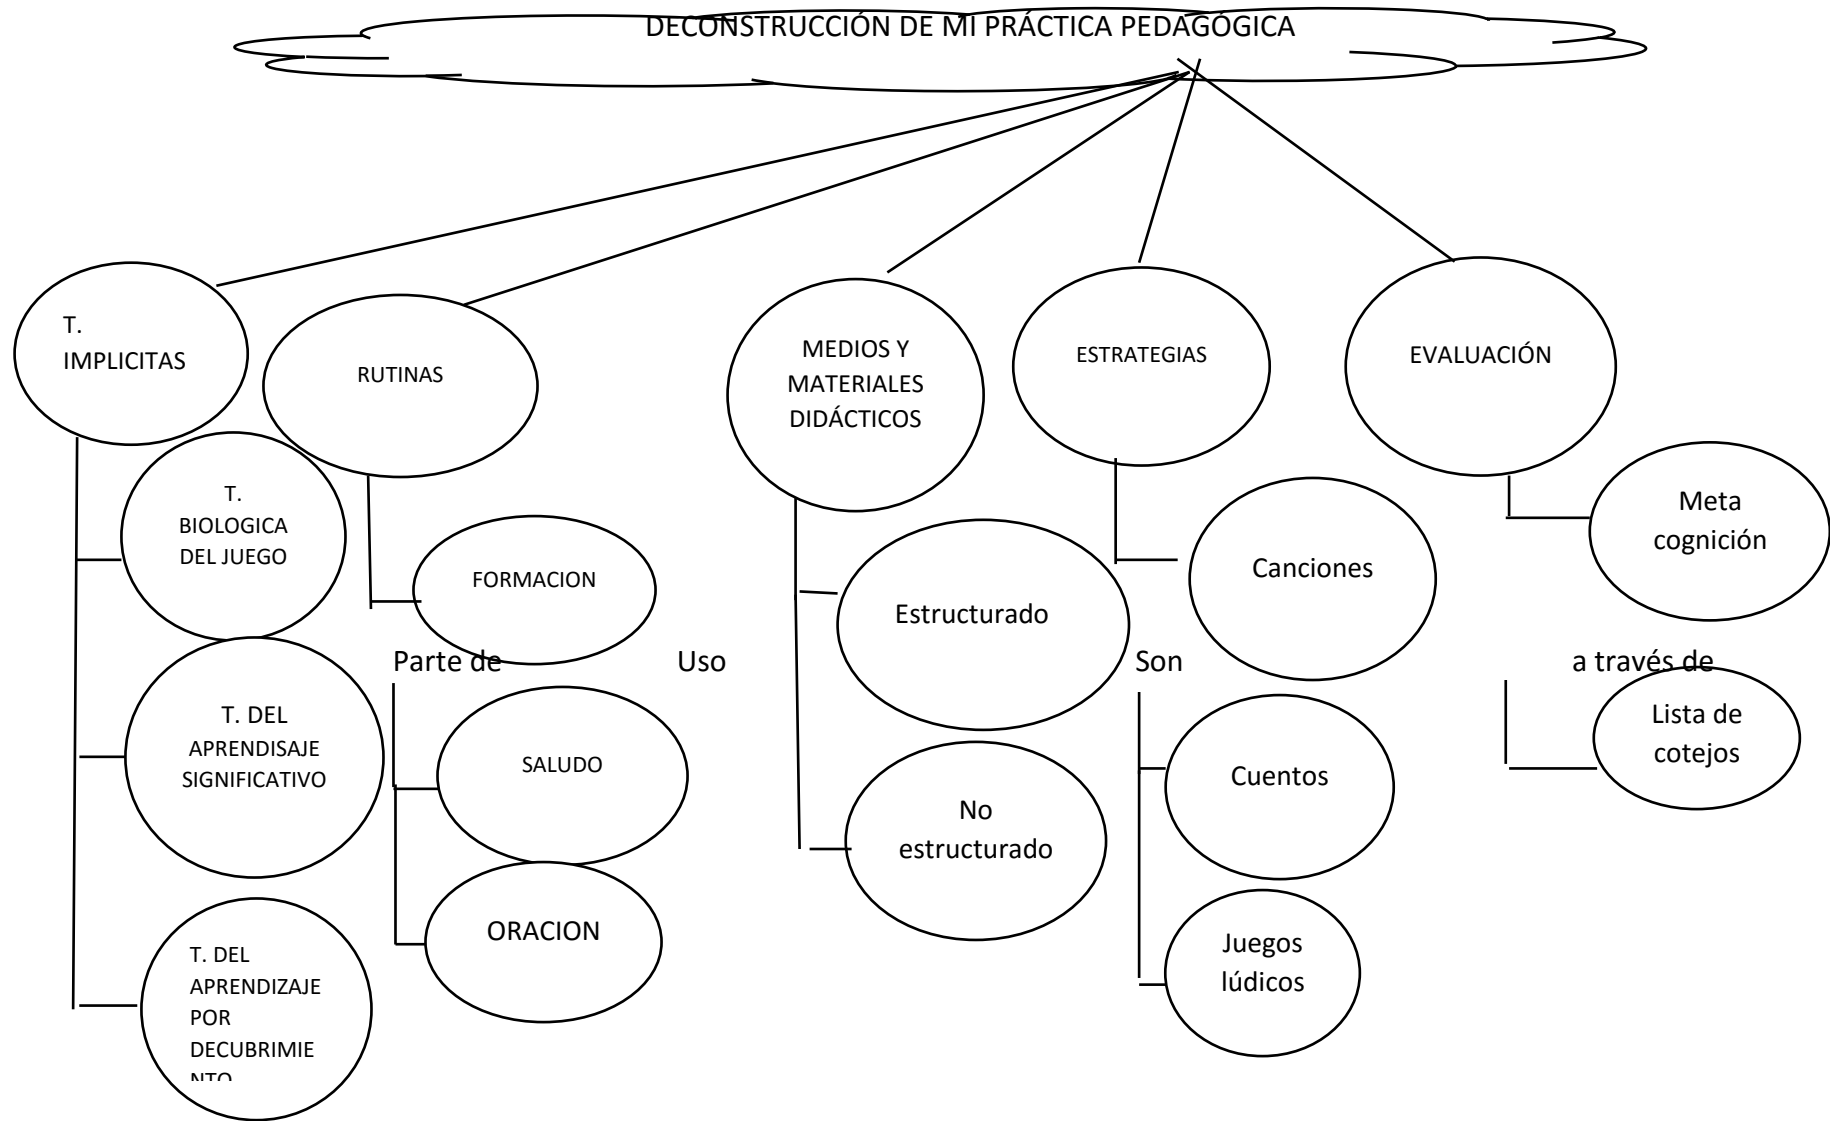 DECONSTRUCCIÓN DE MI PRÁCTICA PEDAGÓGICA
T.
IMPLICITAS
RUTINAS
MEDIOS Y
MATERIALES
DIDÁCTICOS
ESTRATEGIAS
EVALUACIÓN
T.
BIOLOGICA
DEL JUEGO
FORMACION
Estructurado
Canciones
Meta
cognición
Parte de
Uso
Son
a través de
T. DEL
APRENDISAJE
SIGNIFICATIVO
SALUDO
No
estructurado
Cuentos
Lista de
cotejos
T. DEL
APRENDIZAJE
POR
DECUBRIMIE
NTO
ORACION
Juegos
lúdicos